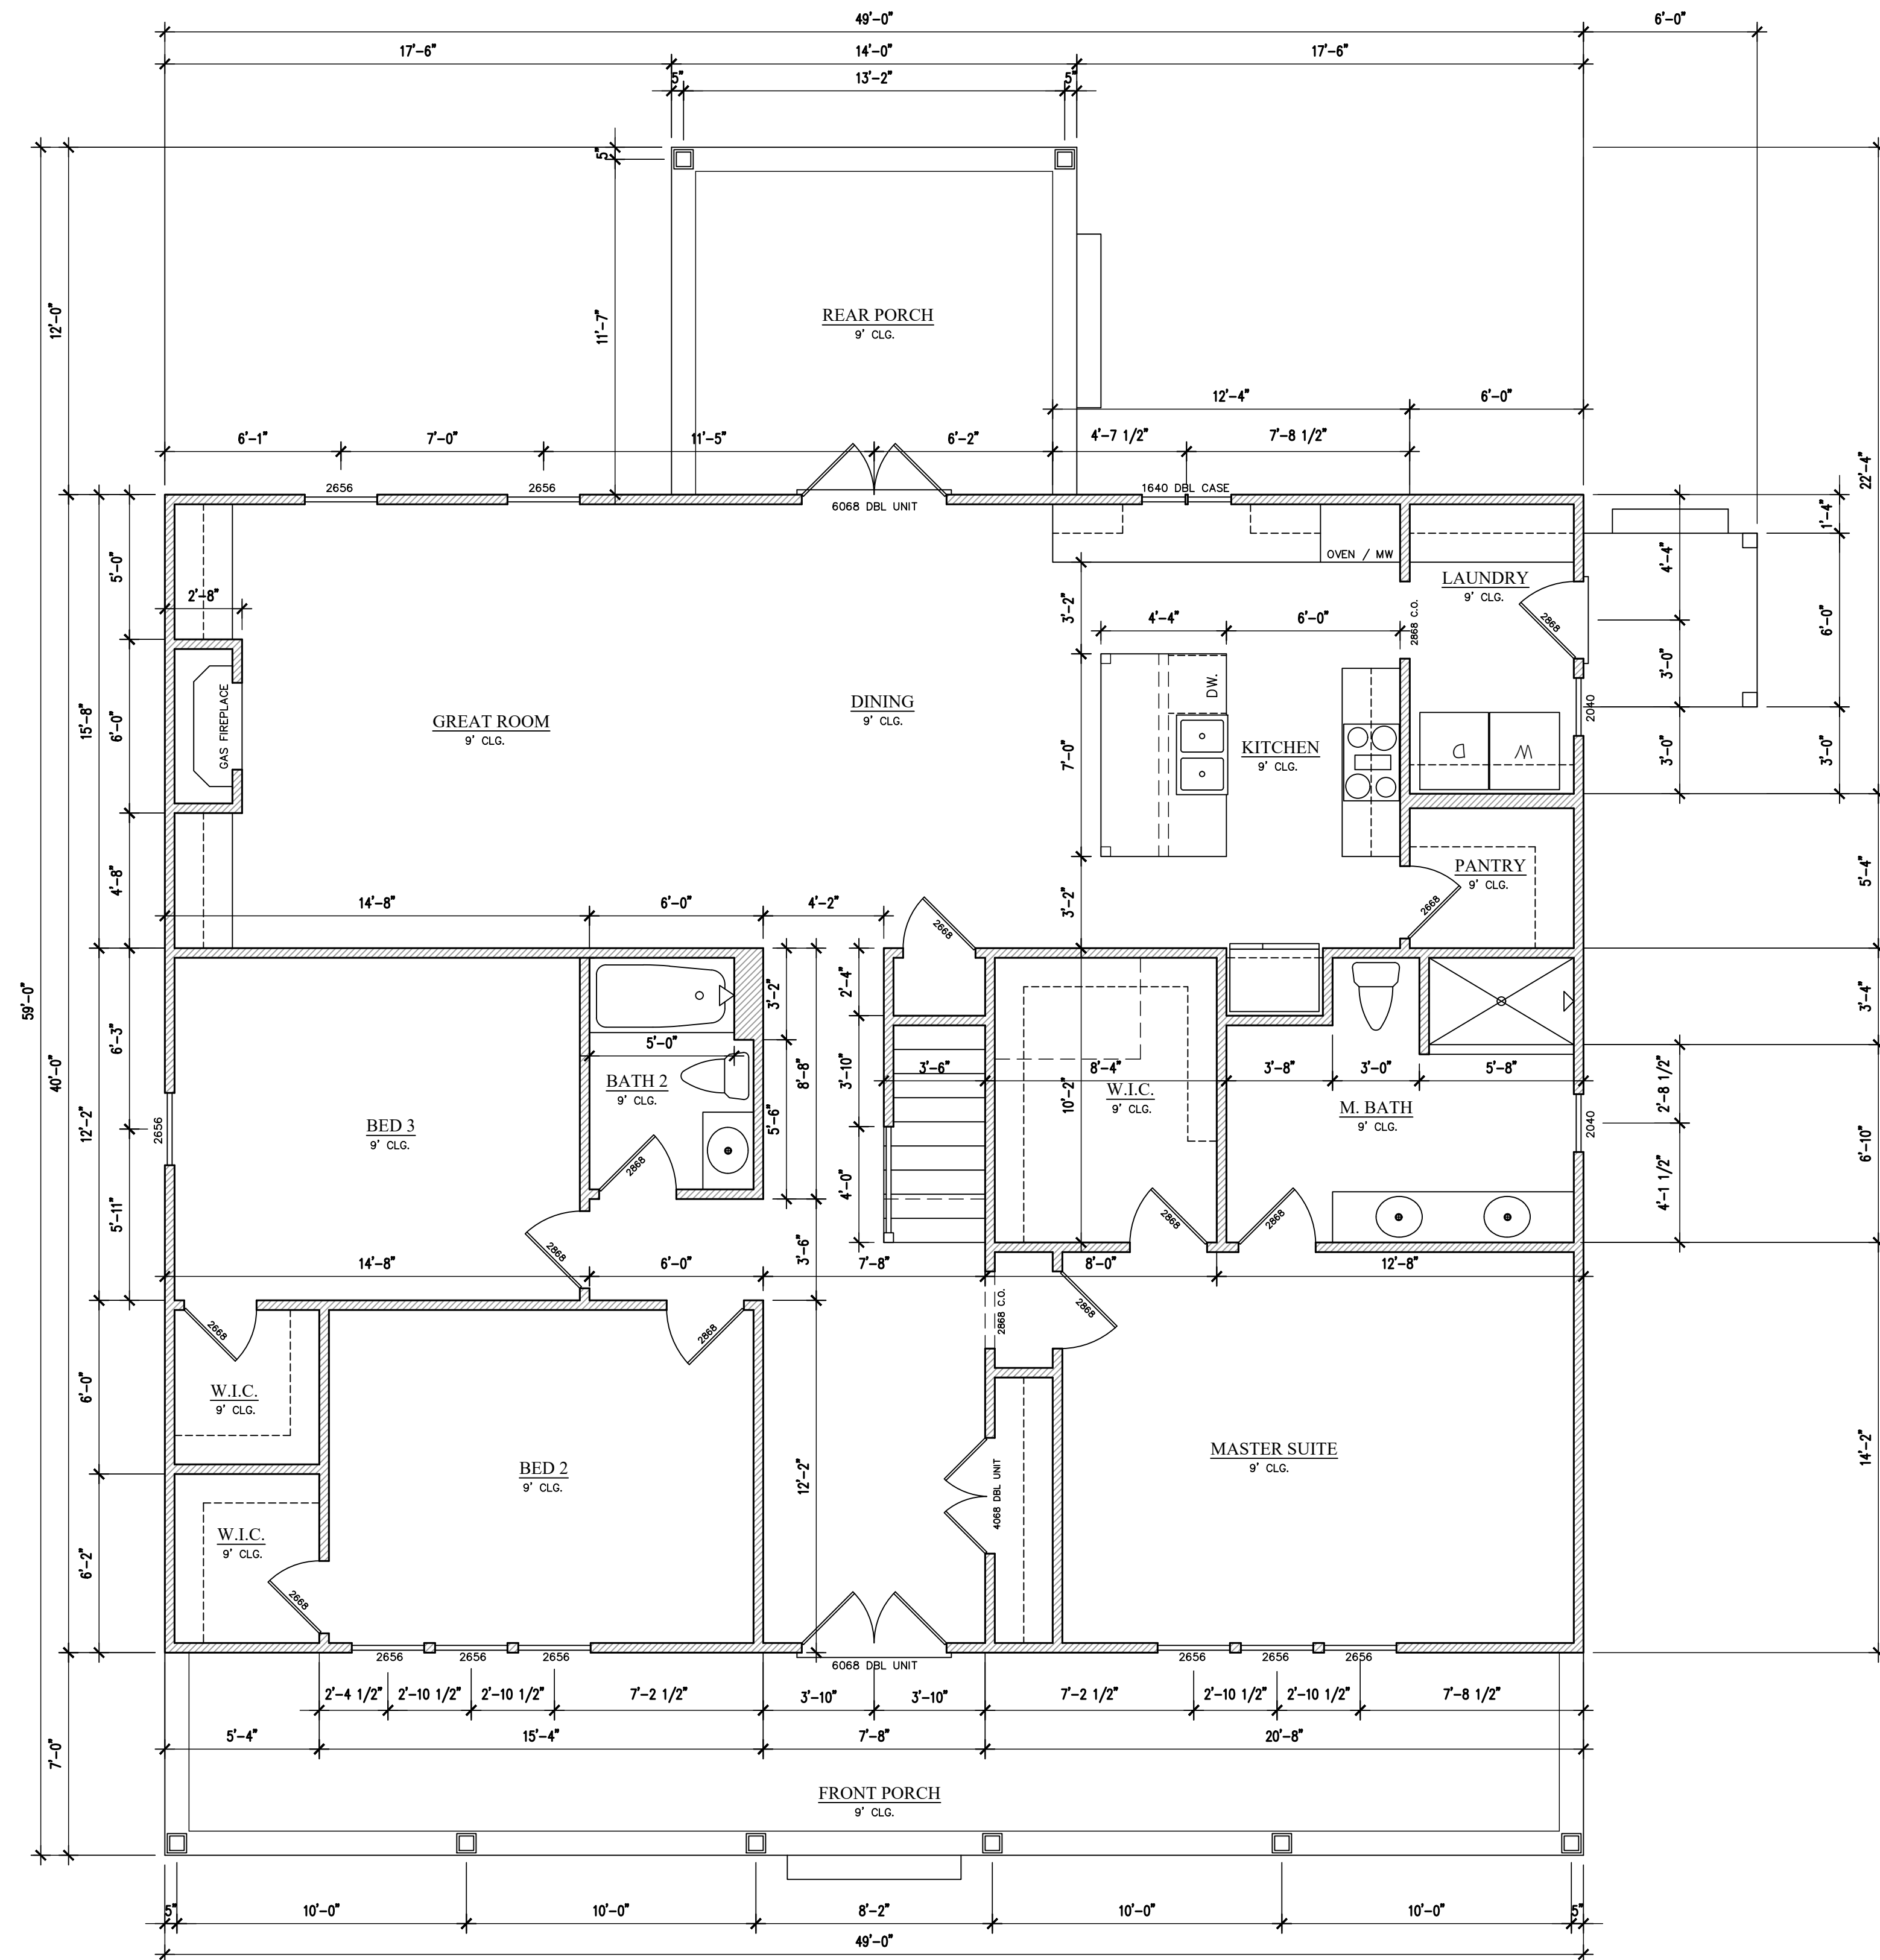 49'-0"
6'-0"
17'-6"
14'-0"
17'-6"
5"
13'-2"
5"
5"
12'-0"
11'-7"
REAR PORCH
9' CLG.
12'-4"
6'-0"
6'-1"
7'-0"
11'-5"
6'-2"
4'-7 1/2"
7'-8 1/2"
22'-4"
2656
2656
6068 DBL UNIT
1640 DBL CASE
1'-4"
4'-4"
OVEN / MW
5'-0"
2'-8"
LAUNDRY
9' CLG.
3'-2"
4'-4"
6'-0"
2868 C.O.
2868
6'-0"
3'-0"
15'-8"
6'-0"
GAS FIREPLACE
GREAT ROOM
9' CLG.
DINING
9' CLG.
DW.
7'-0"
KITCHEN
9' CLG.
D
W
2040
3'-0"
3'-0"
4'-8"
PANTRY
9' CLG.
5'-4"
14'-8"
6'-0"
4'-2"
3'-2"
2668
2668
59'-0"
40'-0"
6'-3"
3'-2"
2'-4"
3'-4"
5'-0"
8'-8"
3'-10"
3'-6"
8'-4"
3'-8"
3'-0"
5'-8"
2'-8 1/2"
BATH 2
9' CLG.
10'-2"
W.I.C.
9' CLG.
M. BATH
9' CLG.
12'-2"
2656
BED 3
9' CLG.
5'-6"
2040
6'-10"
2868
4'-0"
5'-11"
2868
2868
4'-1 1/2"
2868
3'-6"
14'-8"
6'-0"
7'-8"
8'-0"
12'-8"
2668
2868
2868 C.O.
2868
6'-0"
W.I.C.
9' CLG.
BED 2
9' CLG.
12'-2"
4068 DBL UNIT
MASTER SUITE
9' CLG.
14'-2"
W.I.C.
9' CLG.
6'-2"
2668
2656
2656
2656
6068 DBL UNIT
2656
2656
2656
2'-4 1/2"
2'-10 1/2"
2'-10 1/2"
7'-2 1/2"
3'-10"
3'-10"
7'-2 1/2"
2'-10 1/2"
2'-10 1/2"
7'-8 1/2"
5'-4"
15'-4"
7'-8"
20'-8"
7'-0"
FRONT PORCH
9' CLG.
5"
10'-0"
10'-0"
8'-2"
10'-0"
10'-0"
5"
49'-0"